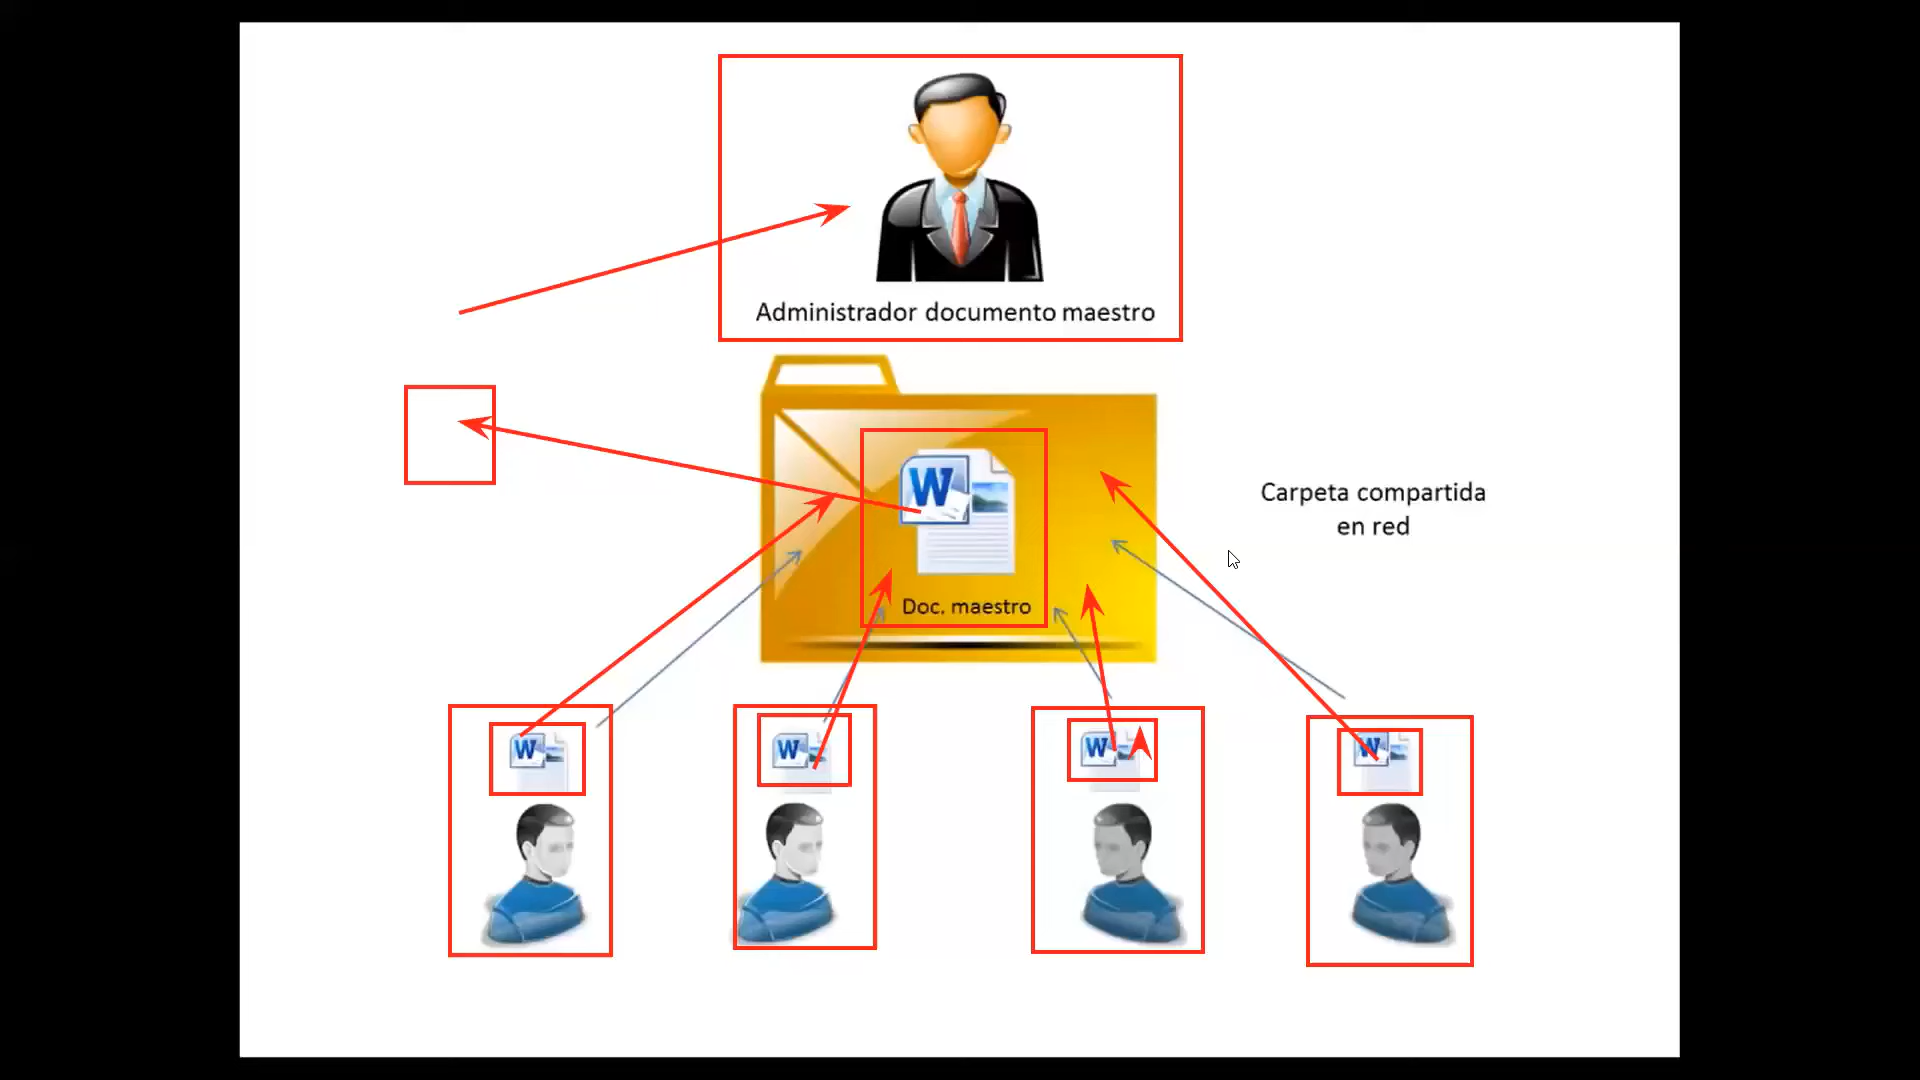 Administrador documento maestro
Carpeta compartida
en red
W
Doc. maestro
W
W
W
W